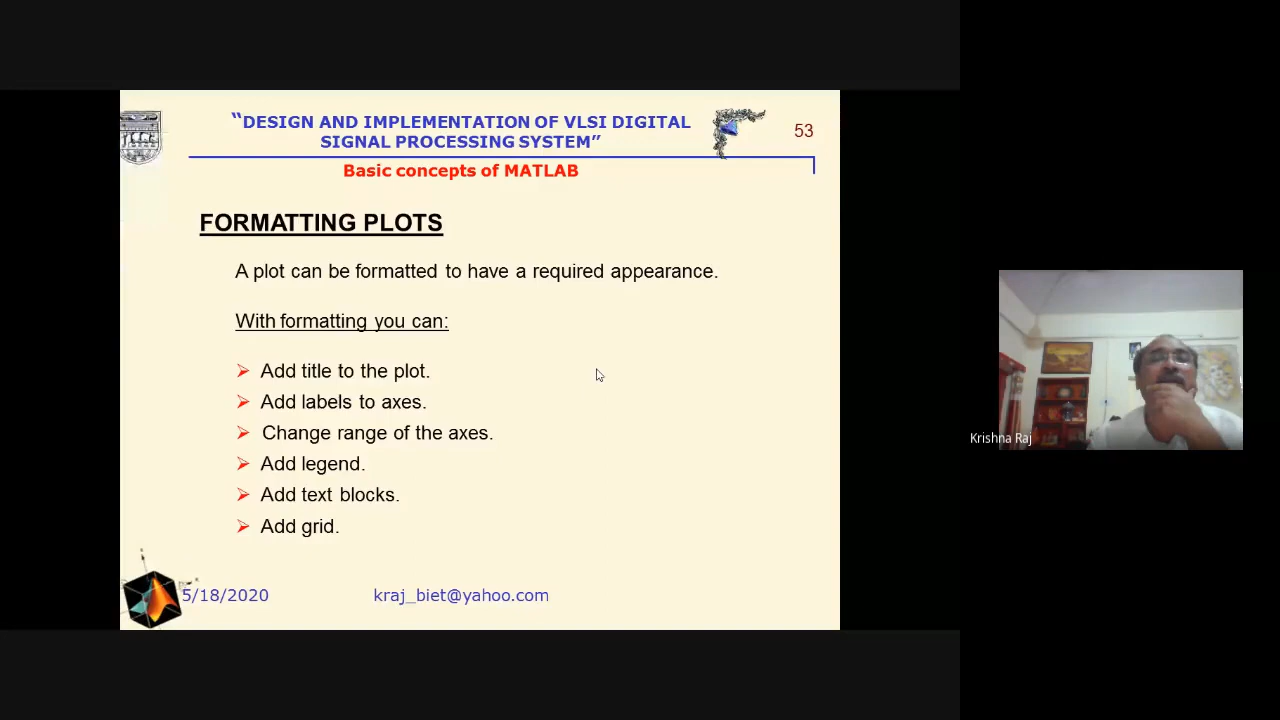 “DESIGN AND IMPLEMENTATION OF VLSI DIGITAL
SIGNAL PROCESSING SYSTEM”
53
Basic concepts of MATLAB
FORMATTING PLOTS
A plot can be formatted to have a required appearance.
With formatting you can:
Add title to the plot.
Add labels to axes.
Change range of the axes.
Add legend.
Add text blocks.
Add grid.
5/18/2020
kraj_biet@yahoo.com
Krishna Raj